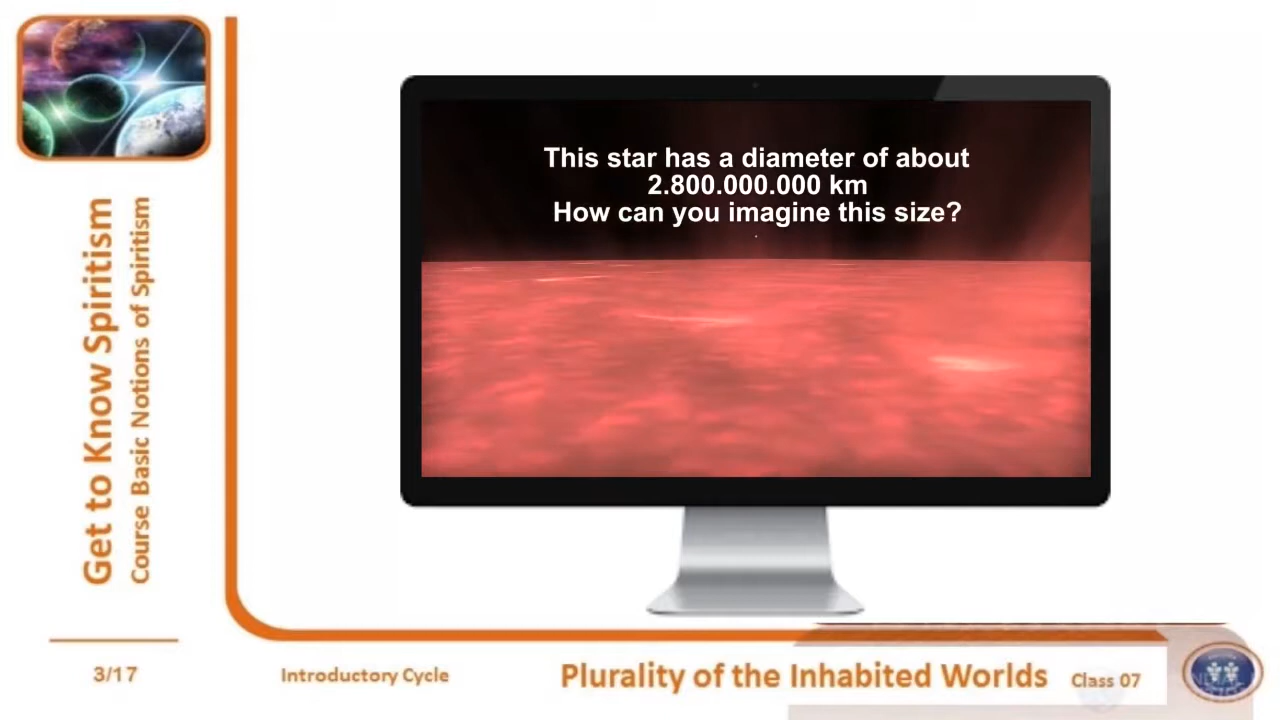 This star has a diameter of about
2.800.000.000 km
How can you imagine this size?
Get to Know Spiritism
Course Basic Notions of Spiritism
3/17
Introductory Cycle
Plurality of the Inhabited Worlds
Class 07